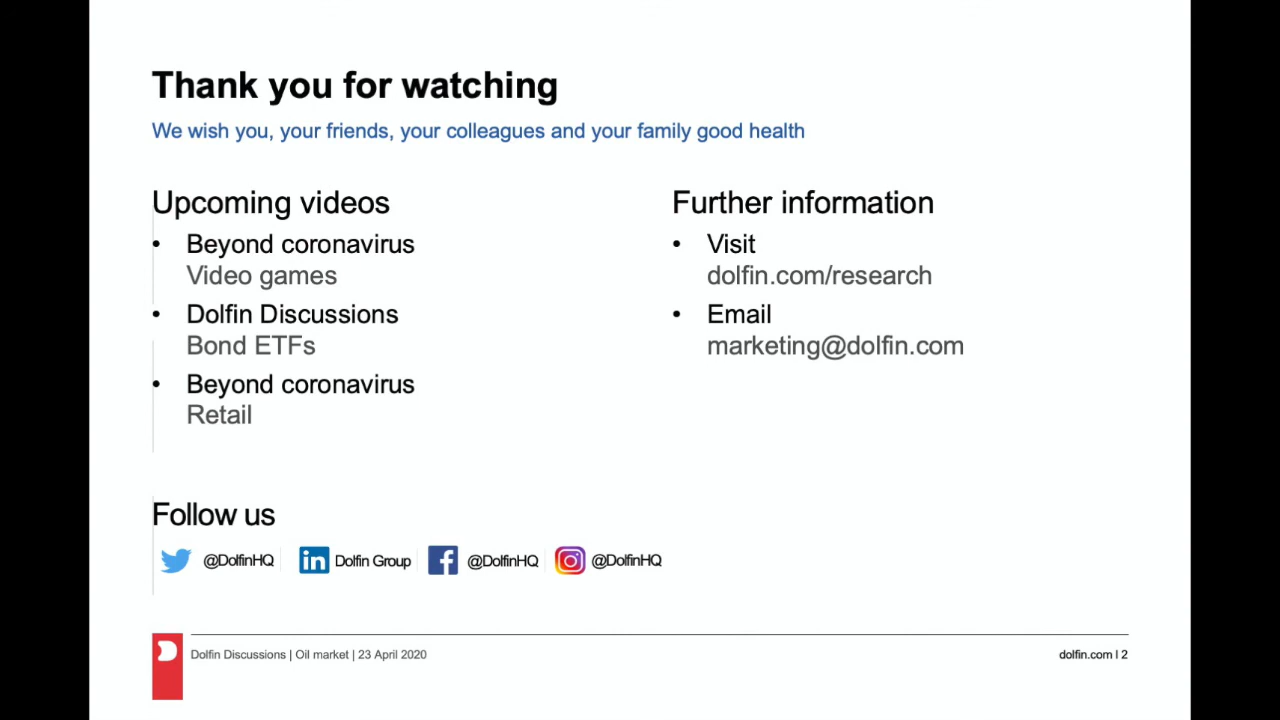 Thank you for watching
We wish you, your friends, your colleagues and your family good health
Upcoming videos
• Beyond coronavirus
Video games
• Dolfin Discussions
Bond ETFs
• Beyond coronavirus
Retail
Further information
• Visit
dolfin.com/research
• Email
marketing@dolfin.com
Follow us
@DolfinHQ
Dolfin Group
@DolfinHQ
@DolfinHQ
Dolfin Discussions | Oil market | 23 April 2020
dolfin.com | 2